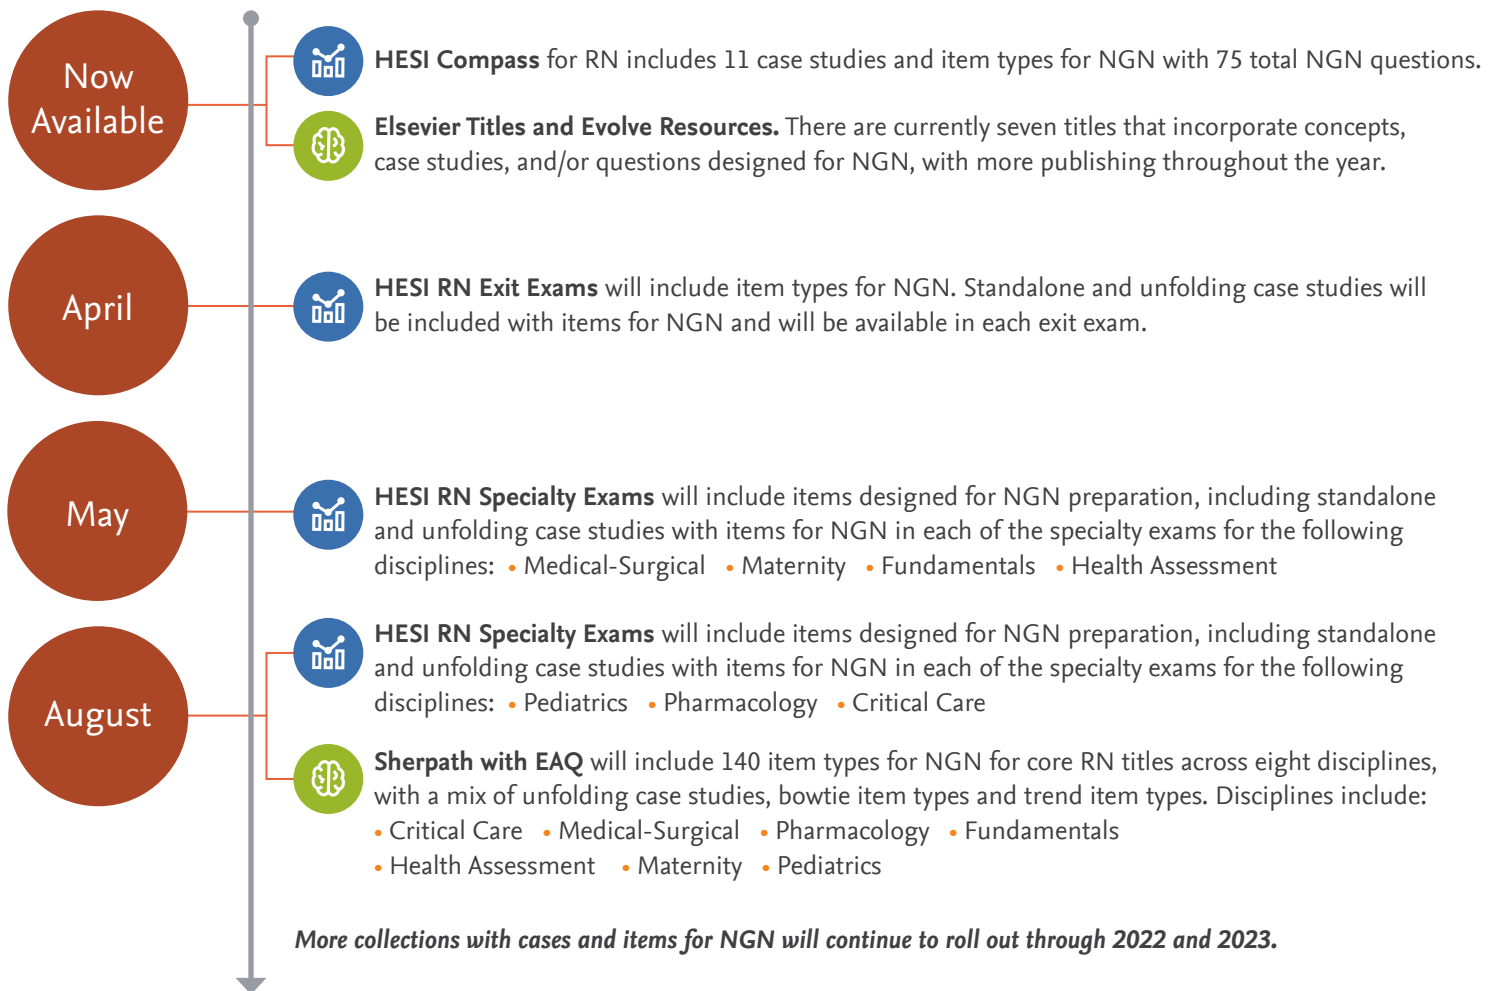 Now
Available
HESI Compass for RN includes 11 case studies and item types for NGN with 75 total NGN questions.
Elsevier Titles and Evolve Resources. There are currently seven titles that incorporate concepts,
case studies, and/or questions designed for NGN, with more publishing throughout the year.
April
HESI RN Exit Exams will include item types for NGN. Standalone and unfolding case studies will
be included with items for NGN and will be available in each exit exam.
May
HESI RN Specialty Exams will include items designed for NGN preparation, including standalone
and unfolding case studies with items for NGN in each of the specialty exams for the following
disciplines: • Medical-Surgical • Maternity • Fundamentals • Health Assessment
August
HESI RN Specialty Exams will include items designed for NGN preparation, including standalone
and unfolding case studies with items for NGN in each of the specialty exams for the following
disciplines: • Pediatrics • Pharmacology • Critical Care
Sherpath with EAQ will include 140 item types for NGN for core RN titles across eight disciplines,
with a mix of unfolding case studies, bowtie item types and trend item types. Disciplines include:
• Critical Care • Medical-Surgical • Pharmacology • Fundamentals
• Health Assessment • Maternity • Pediatrics
More collections with cases and items for NGN will continue to roll out through 2022 and 2023.